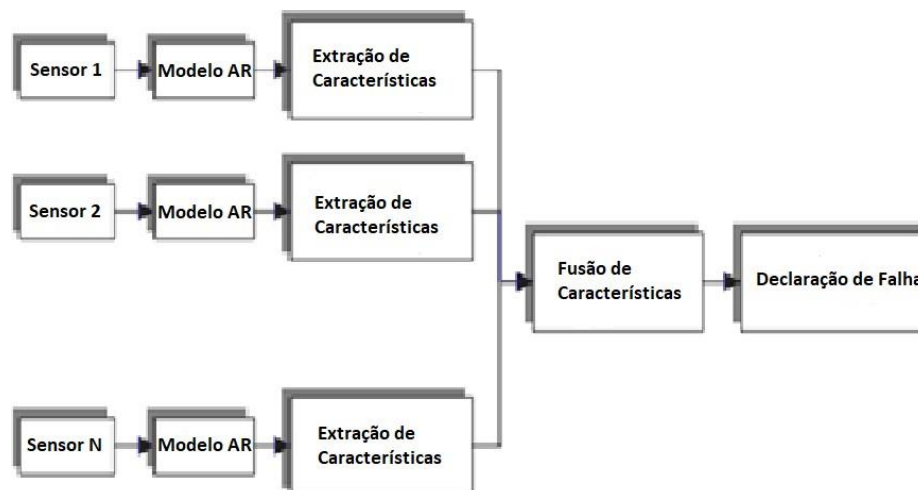 Sensor 1
Modelo AR
Extração de
Característicаs
Sensor 2
Modelo AR
Extração de
Características
Fusão de
Características
Declaração de Falha
Sensor N
Modelo AR
Extração de
Características